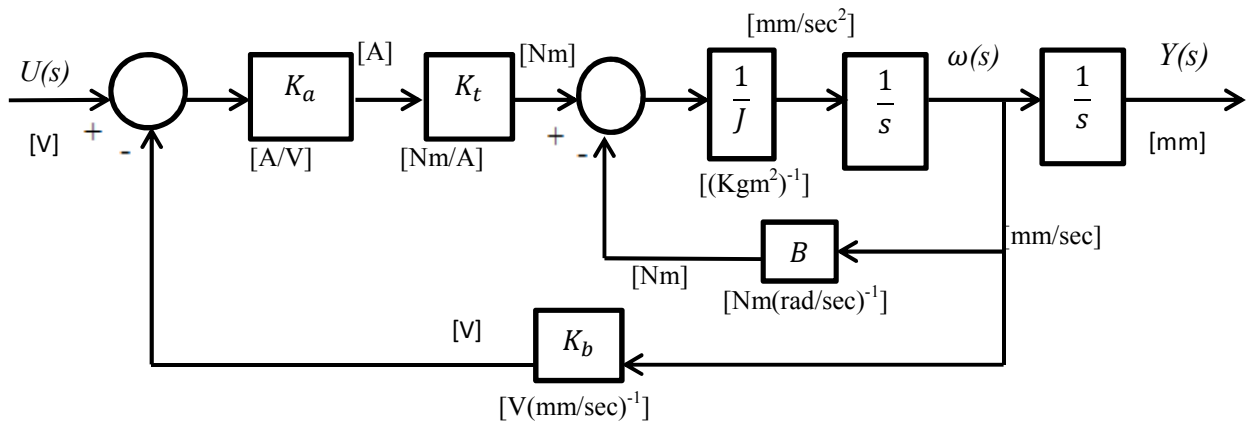 [mm/sec²]
[A]
[Nm]
U(s)
ω(s)
Y(s)
K_a
K_t
1/J
1/s
1/s
[V]
+
-
+
-
[A/V]
[Nm/A]
[mm]
[(Kgm²)⁻¹]
[mm/sec]
B
[Nm]
[Nm(rad/sec)⁻¹]
[V]
K_b
[V(mm/sec)⁻¹]